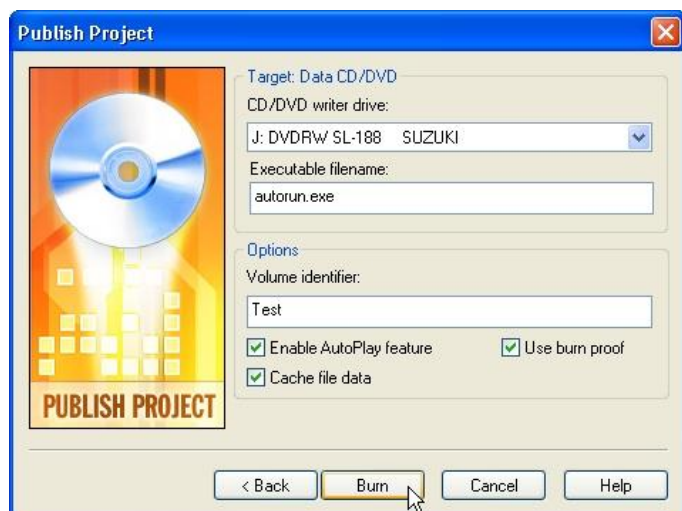 Publish Project
Target: Data CD/DVD
CD/DVD writer drive:
J: DVDRW SL-188 SUZUKI
Executable filename:
autorun.exe
Options
Volume identifier:
Test
Enable AutoPlay feature
Use burn proof
Cache file data
PUBLISH PROJECT
< Back
Burn
Cancel
Help